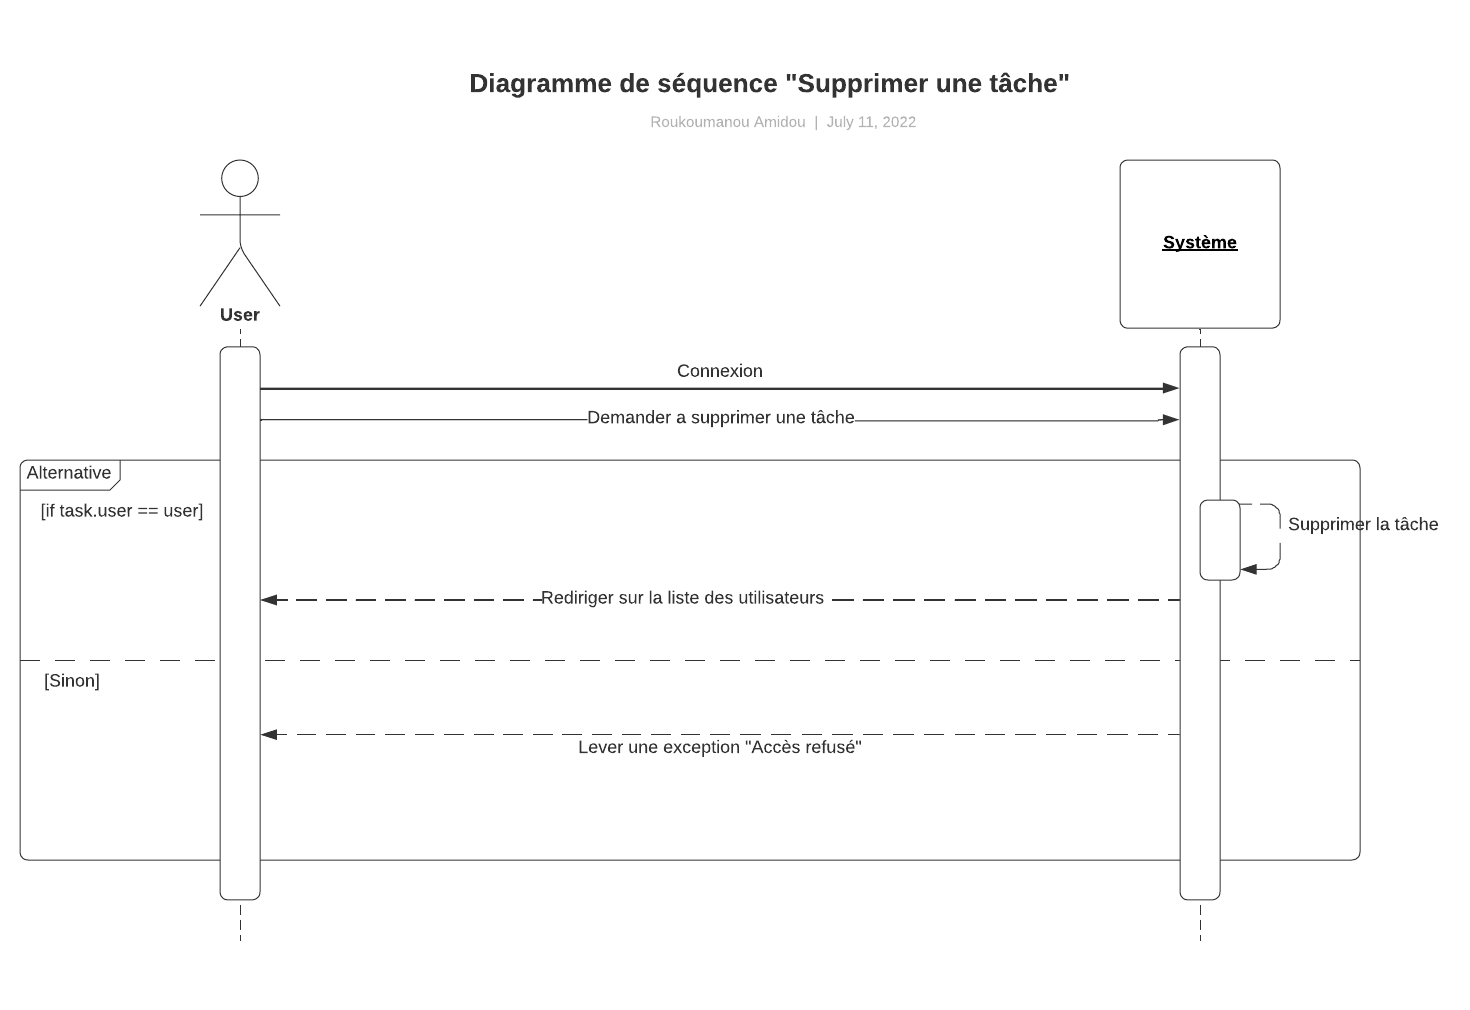 Diagramme de séquence "Supprimer une tâche"
Roukoumanou Amidou | July 11, 2022
Système
User
Connexion
Demander a supprimer une tâche
Alternative
[if task.user == user]
Supprimer la tâche
Rediriger sur la liste des utilisateurs
[Sinon]
Lever une exception "Accès refusé"